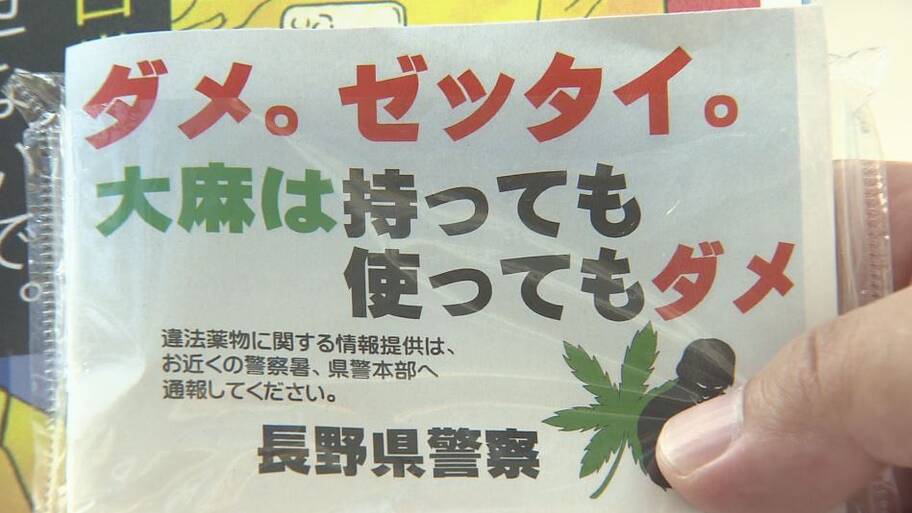 ダメ。ゼッタイ。
大麻は持っても
使ってもダメ
違法薬物に関する情報提供は、
お近くの警察暑、県警本部へ
通報してください。
長野県警察